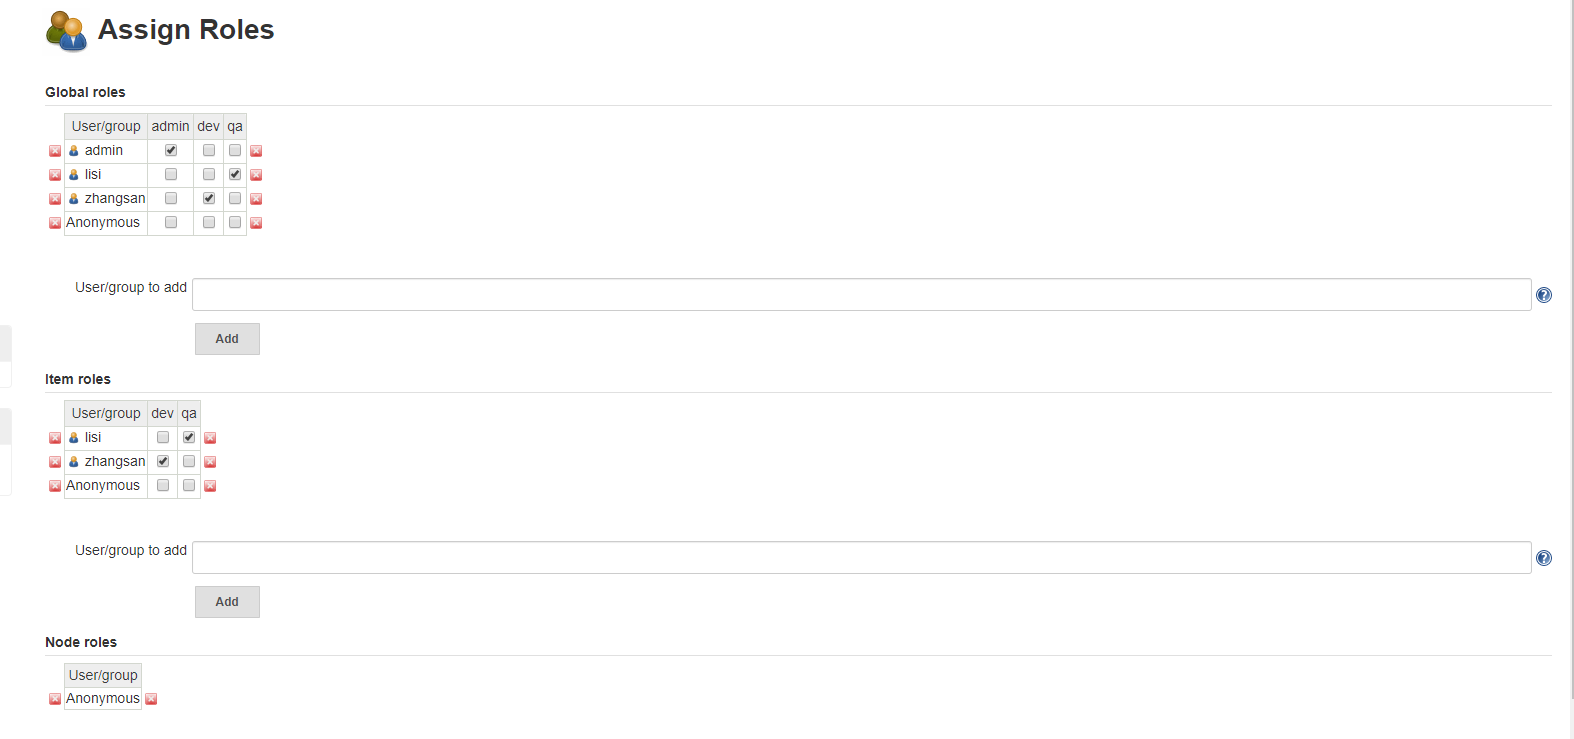 Assign Roles
Global roles
User/group admin dev qa
admin
lisi
zhangsan
Anonymous
User/group to add
Add
Item roles
User/group dev qa
lisi
zhangsan
Anonymous
User/group to add
Add
Node roles
User/group
Anonymous